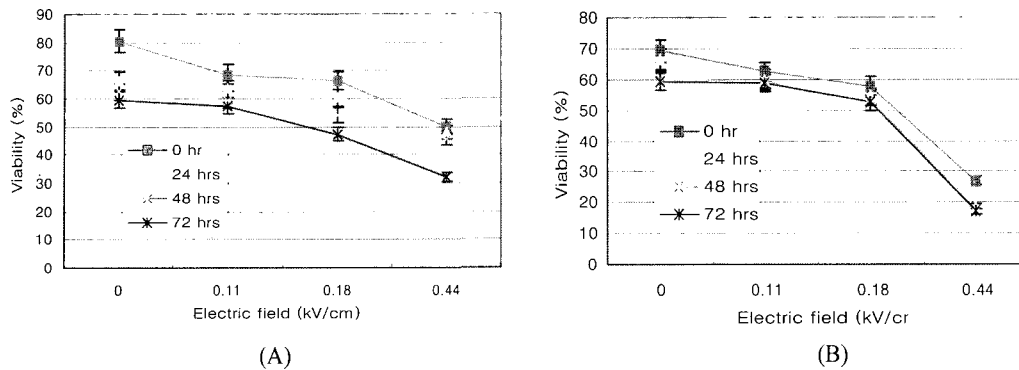 90
80
70
60
50
40
30
20
10
0
Viability (%)
0 hr
24 hrs
48 hrs
72 hrs
0 0.11 0.18 0.44
Electric field (kV/cm)
(A)
80
70
60
50
40
30
20
10
0
Viability (%)
0 hr
24 hrs
48 hrs
72 hrs
0 0.11 0.18 0.44
Electric field (kV/cr
(B)